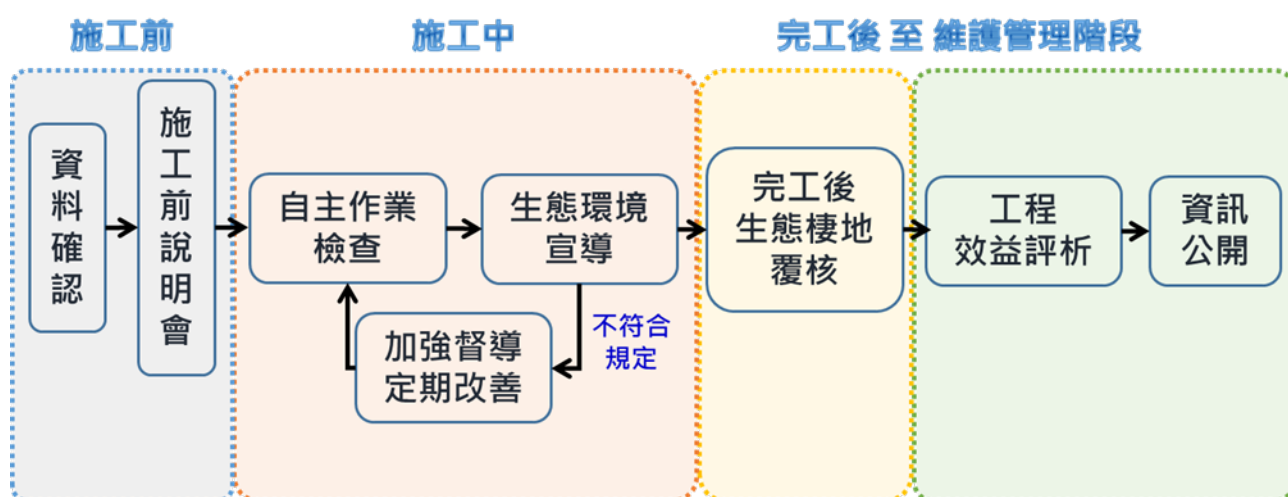 施工前
施工中
完工後 至 維護管理階段
資料確認
施工前說明會
自主作業
檢查
生態環境
宣導
加強督導
定期改善
不符合
規定
完工後
生態棲地
覆核
工程
效益評析
資訊
公開